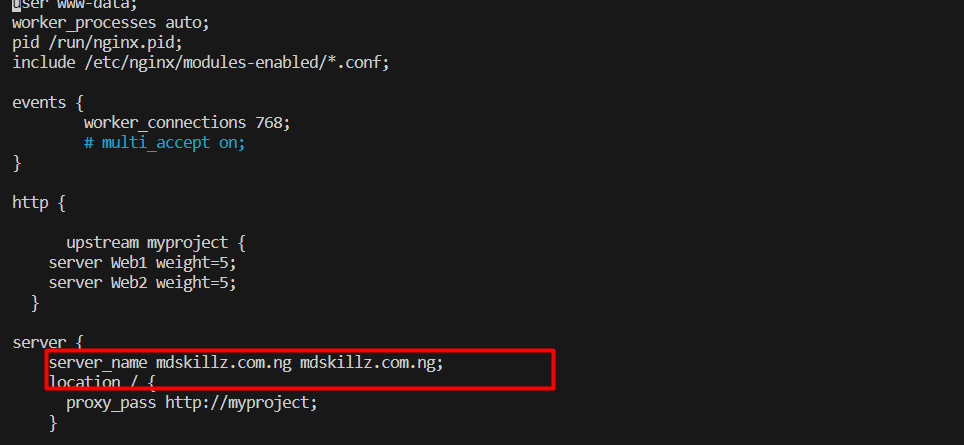 user www-data;
worker_processes auto;
pid /run/nginx.pid;
include /etc/nginx/modules-enabled/*.conf;
events {
worker_connections 768;
# multi_accept on;
}
http {
upstream myproject {
server Web1 weight=5;
server Web2 weight=5;
}
server {
server_name mdskillz.com.ng mdskillz.com.ng;
location / {
proxy_pass http://myproject;
}